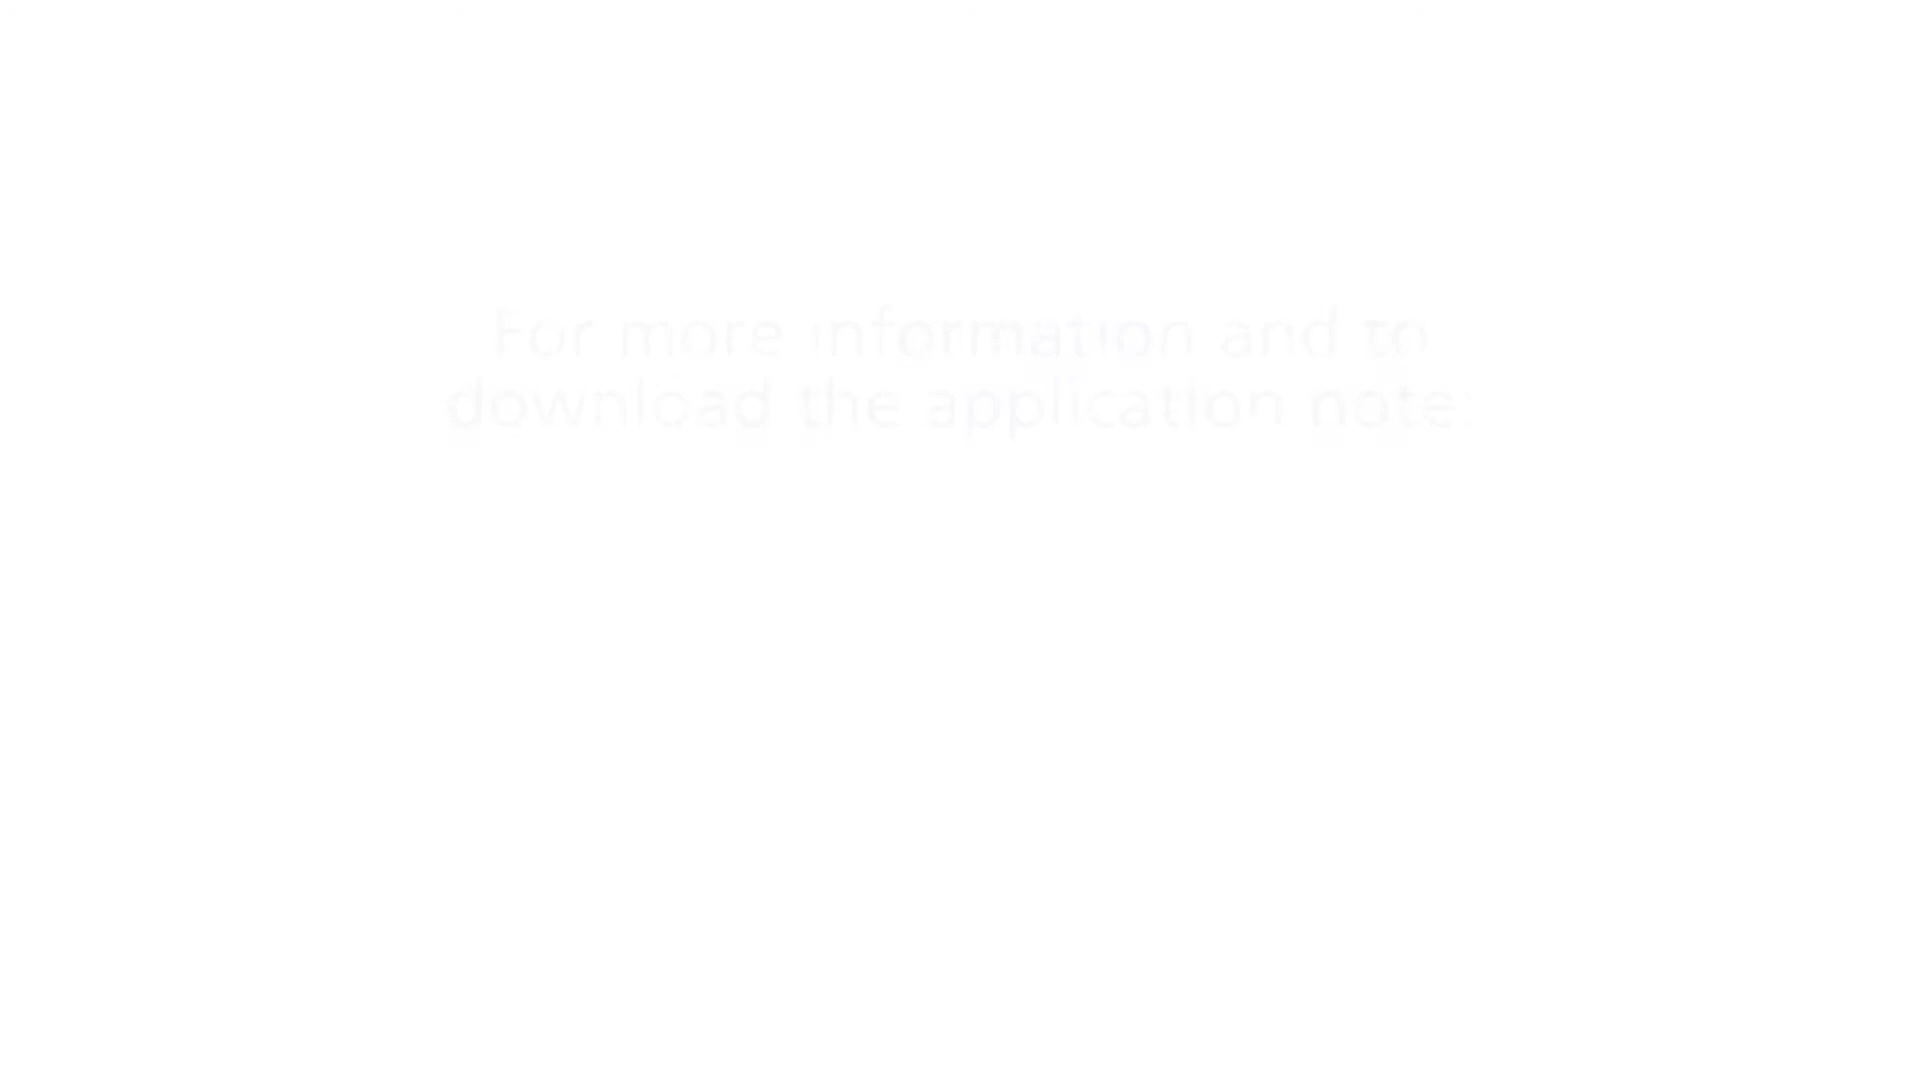 For more information and to
download the application note: